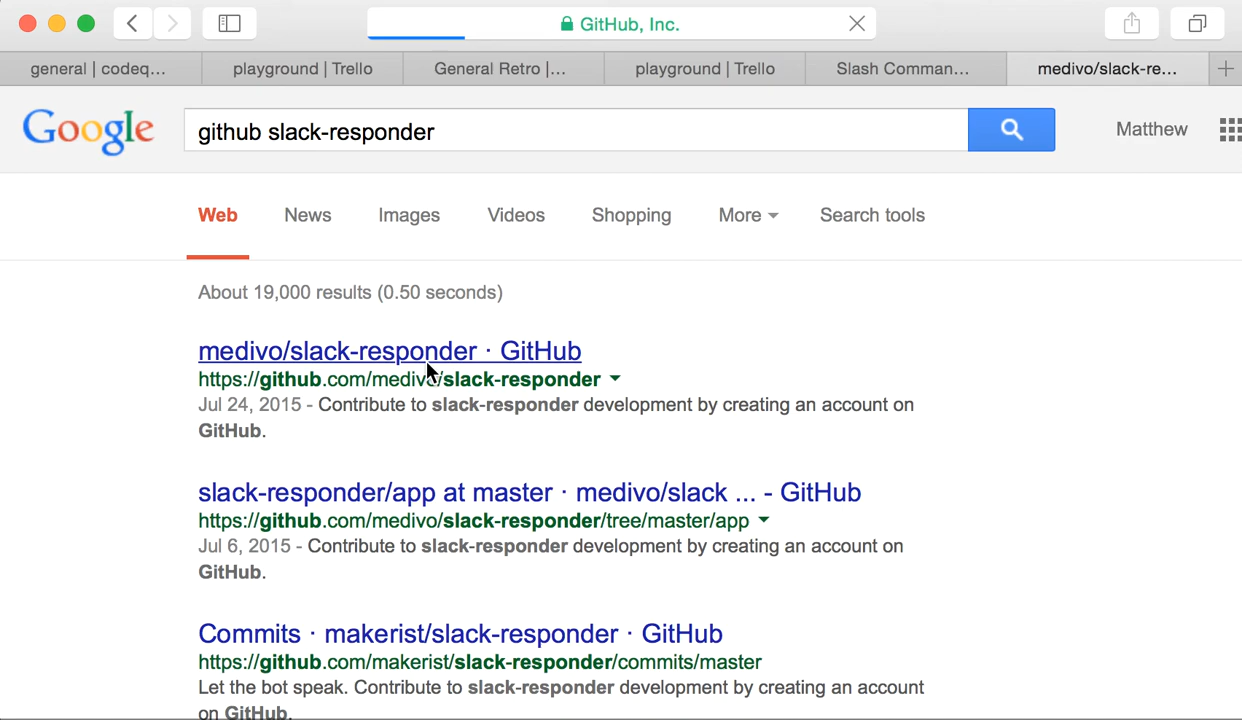 GitHub, Inc.
general | codeq...
playground | Trello
General Retro |...
playground | Trello
Slash Comman...
medivo/slack-re...
Google
github slack-responder
Matthew
Web
News
Images
Videos
Shopping
More
Search tools
About 19,000 results (0.50 seconds)
medivo/slack-responder · GitHub
https://github.com/medivo/slack-responder
Jul 24, 2015 - Contribute to slack-responder development by creating an account on
GitHub.
slack-responder/app at master · medivo/slack ... - GitHub
https://github.com/medivo/slack-responder/tree/master/app
Jul 6, 2015 - Contribute to slack-responder development by creating an account on
GitHub.
Commits · makerist/slack-responder · GitHub
https://github.com/makerist/slack-responder/commits/master
Let the bot speak. Contribute to slack-responder development by creating an account
on GitHub.